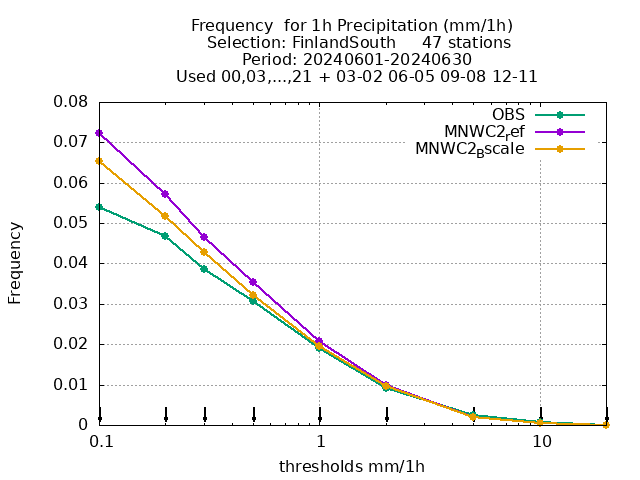 Frequency  for 1h Precipitation (mm/1h)
Selection: FinlandSouth     47 stations
Period: 20240601-20240630
Used 00,03,...,21 + 03-02 06-05 09-08 12-11
0.08
0.07
0.06
0.05
0.04
0.03
0.02
0.01
0
Frequency
OBS
MNWC2ref
MNWC2Bscale
0.1
1
10
thresholds mm/1h